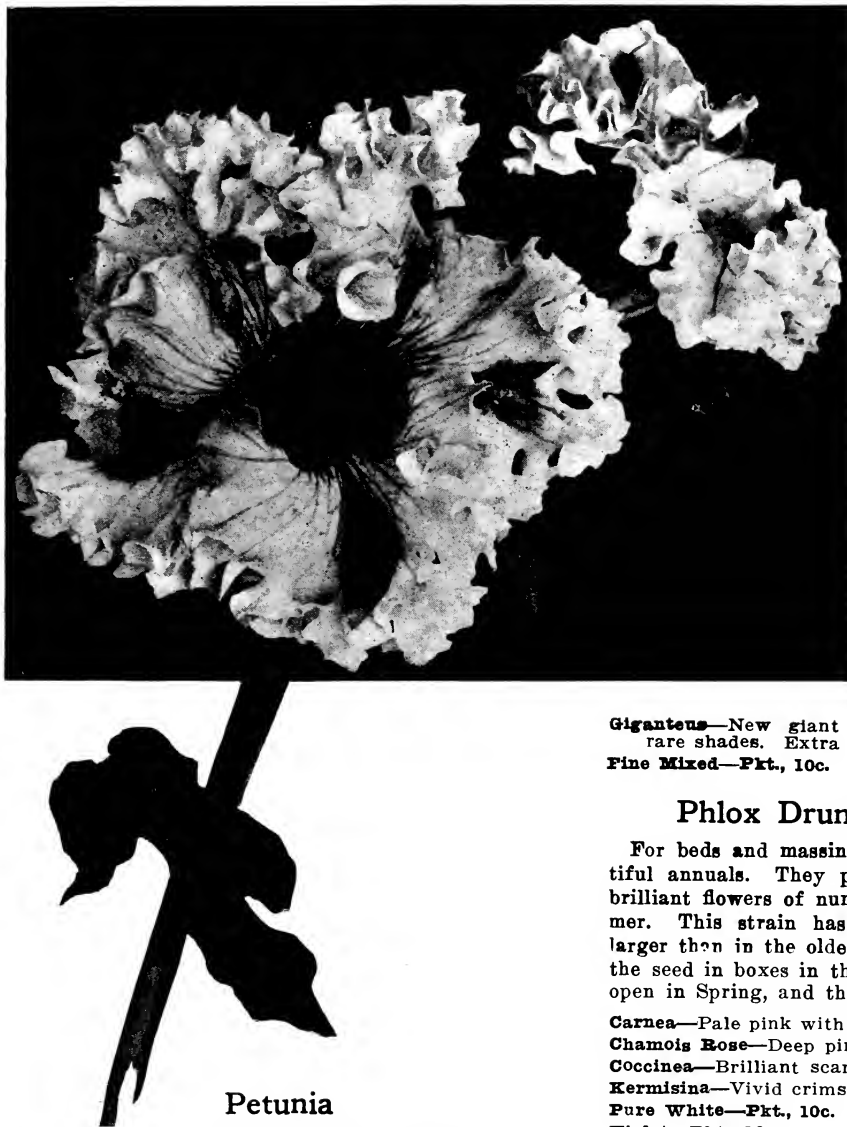 Giganteus—New giant
rare shades. Extra
Fine Mixed—Pkt., 10c.
Phlox Drum
For beds and massin
tiful annuals. They p
brilliant flowers of nu
mer. This strain has
larger than in the olde
the seed in boxes in th
open in Spring, and th
Carnea—Pale pink with
Chamois Rose—Deep pin
Coccinea—Brilliant scar
Kermisina—Vivid crims
Pure White—Pkt., 10c.
Petunia